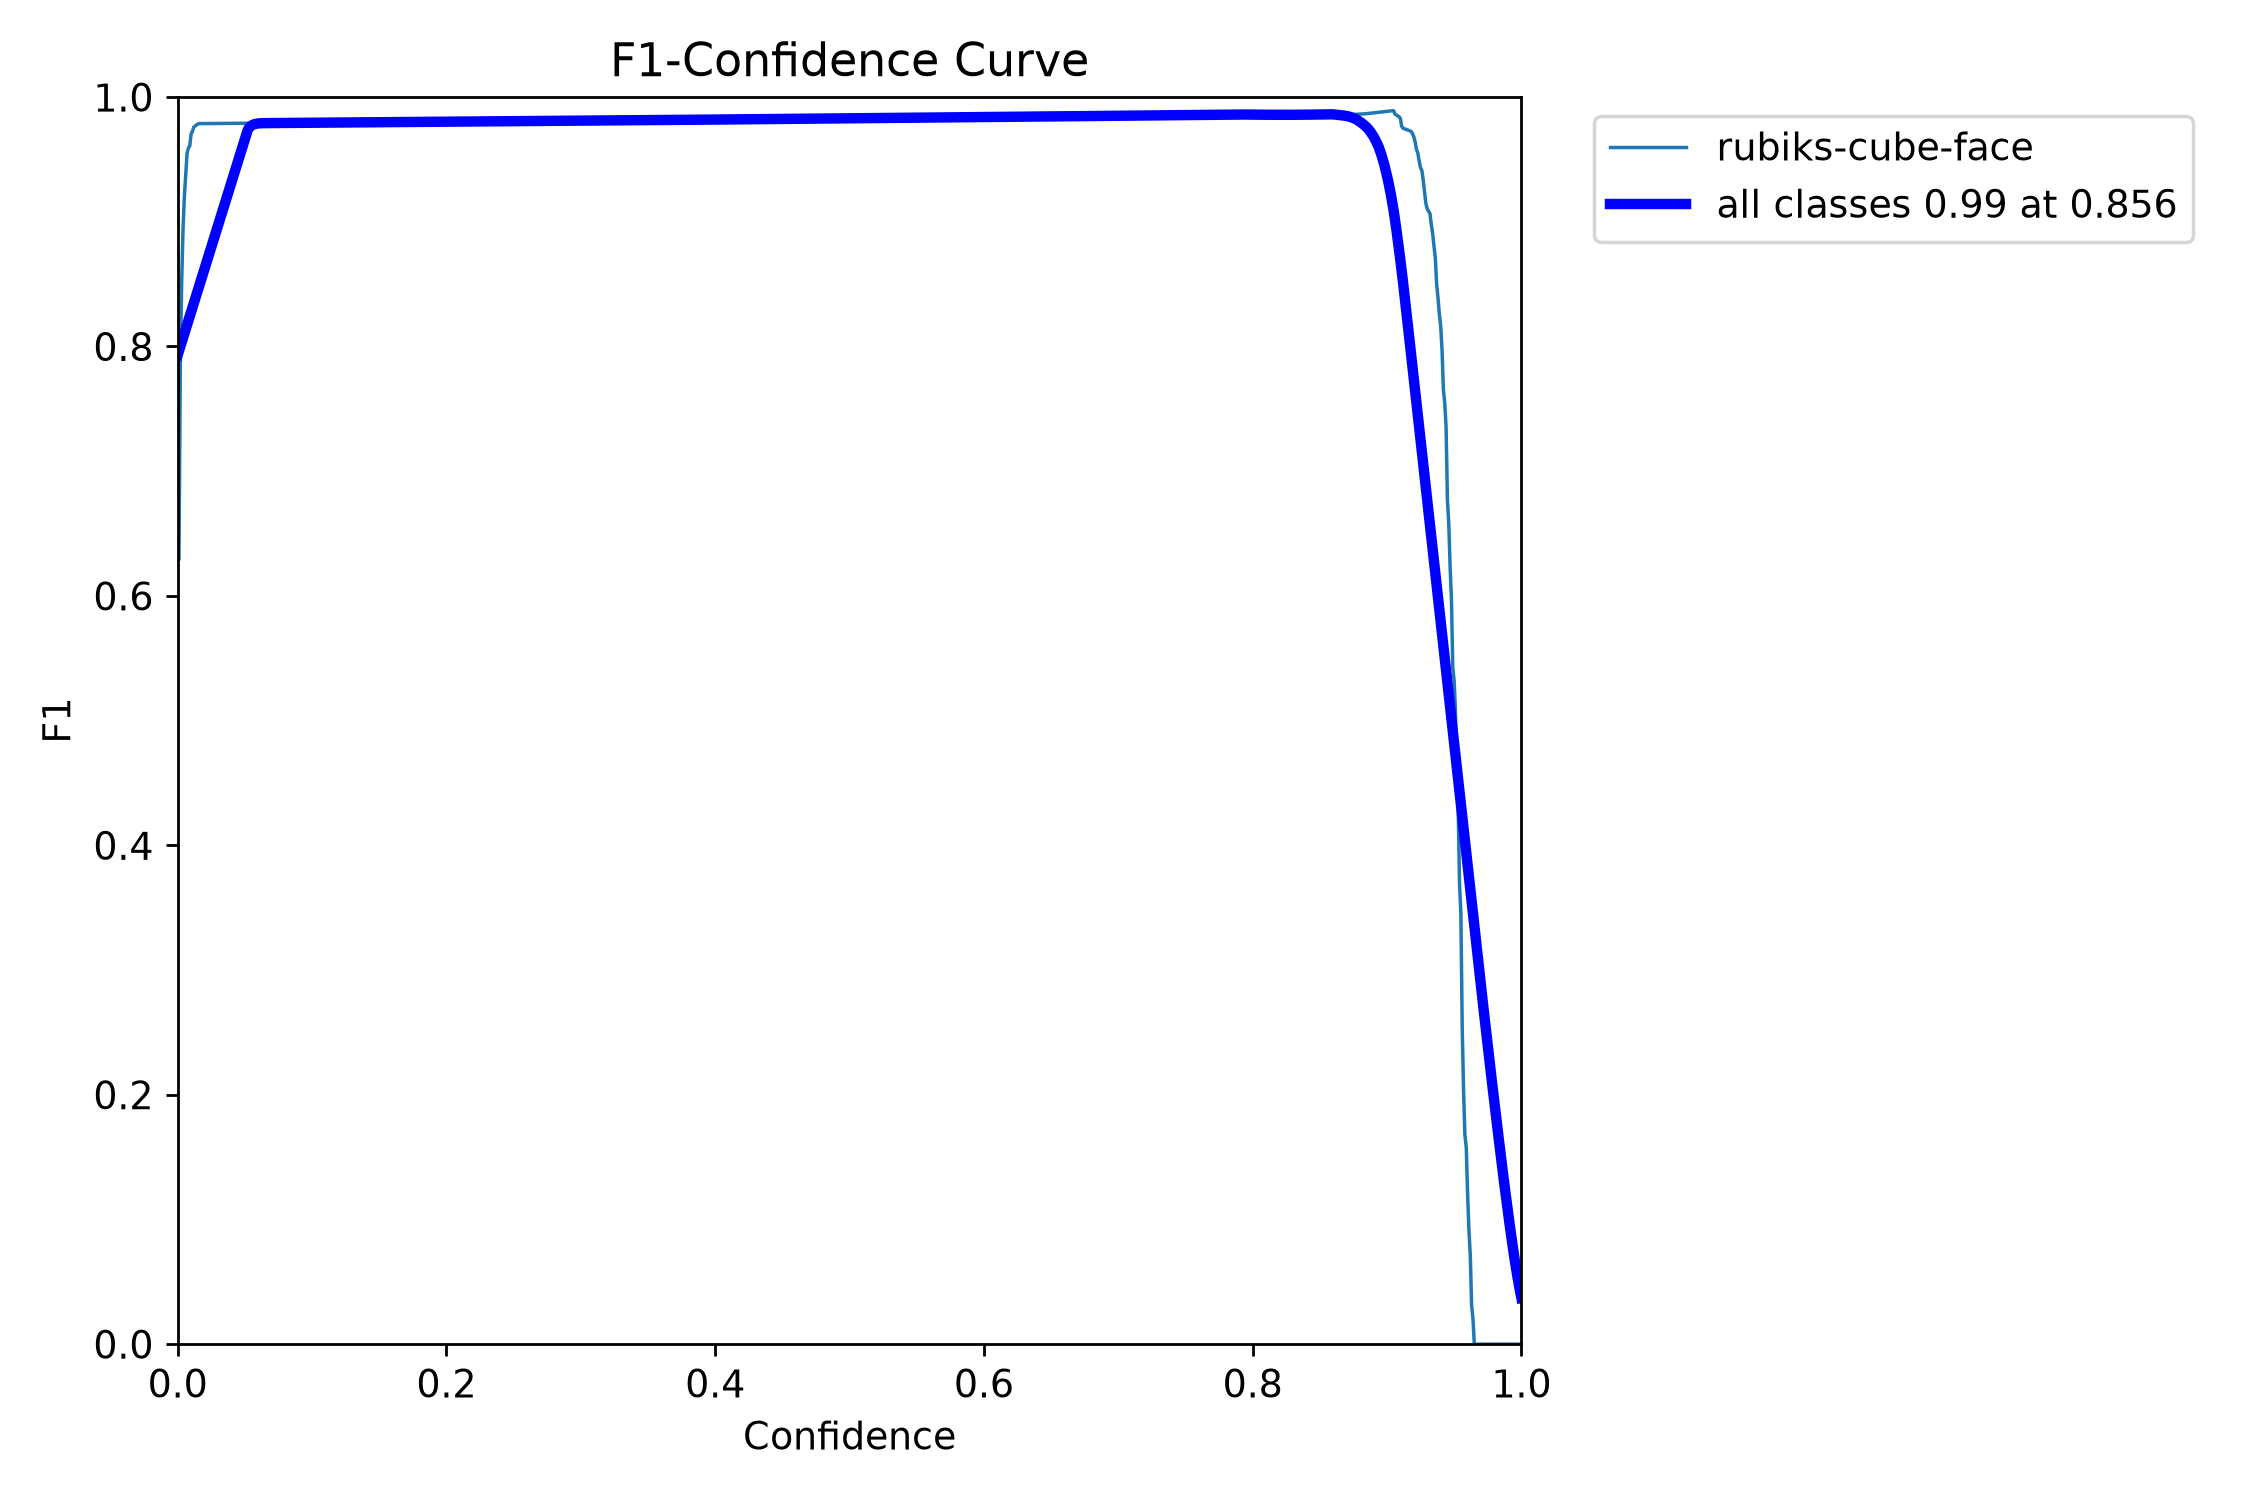 F1-Confidence Curve
1.0
0.8
0.6
0.4
0.2
0.0
F1
0.0 0.2 0.4 0.6 0.8 1.0
Confidence
rubiks-cube-face
all classes 0.99 at 0.856